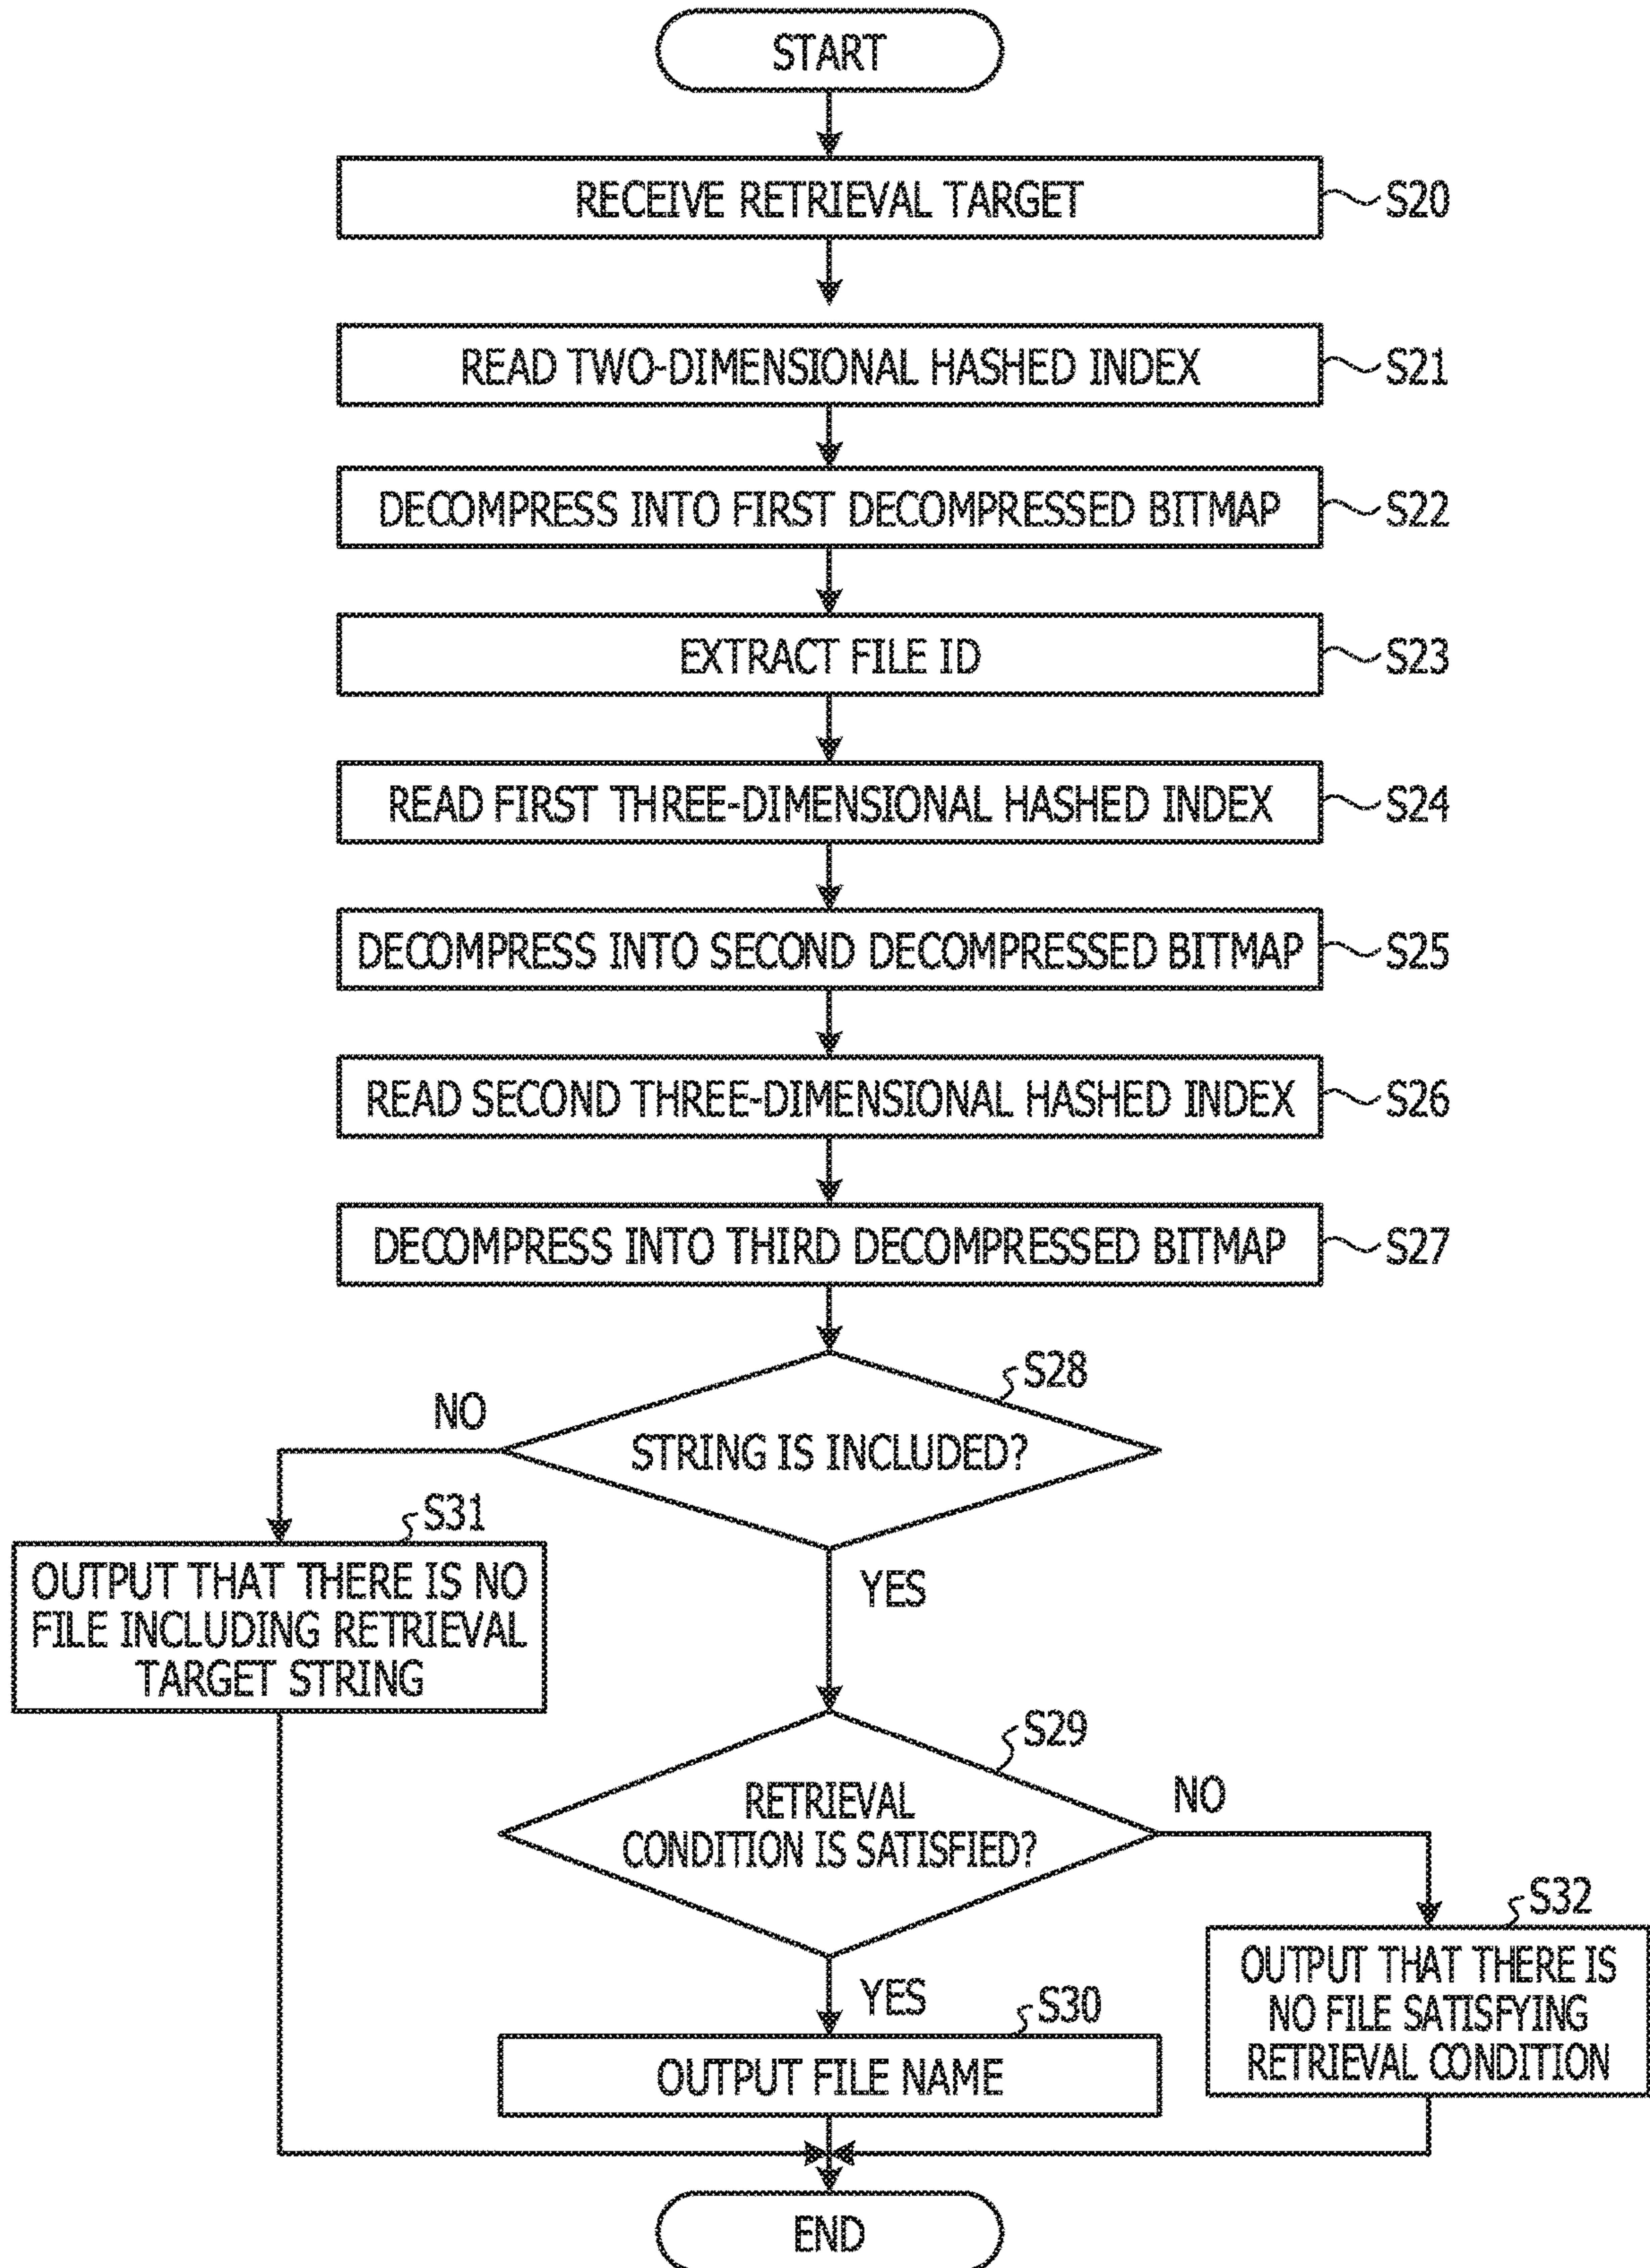 START
RECEIVE RETRIEVAL TARGET
S20
READ TWO-DIMENSIONAL HASHED INDEX
S21
DECOMPRESS INTO FIRST DECOMPRESSED BITMAP
S22
EXTRACT FILE ID
S23
READ FIRST THREE-DIMENSIONAL HASHED INDEX
S24
DECOMPRESS INTO SECOND DECOMPRESSED BITMAP
S25
READ SECOND THREE-DIMENSIONAL HASHED INDEX
S26
DECOMPRESS INTO THIRD DECOMPRESSED BITMAP
S27
S28
NO
STRING IS INCLUDED?
S31
OUTPUT THAT THERE IS NO
FILE INCLUDING RETRIEVAL
TARGET STRING
YES
S29
RETRIEVAL
CONDITION IS SATISFIED?
NO
S32
OUTPUT THAT THERE IS
NO FILE SATISFYING
RETRIEVAL CONDITION
YES
S30
OUTPUT FILE NAME
END